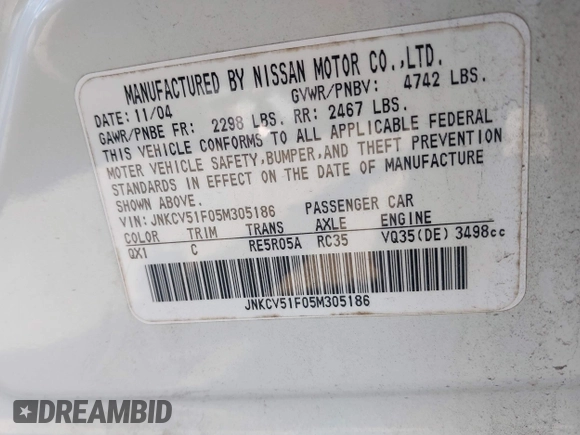 MANUFACTURED BY NISSAN MOTOR CO.,LTD.
DATE: 11/04 GVWR/PNBV: 4742 LBS.
GAWR/PNBE FR: 2298 LBS. RR: 2467 LBS.
THIS VEHICLE CONFORMS TO ALL APPLICABLE FEDERAL
MOTER VEHICLE SAFETY,BUMPER,AND THEFT PREVENTION
STANDARDS IN EFFECT ON THE DATE OF MANUFACTURE
SHOWN ABOVE.
VIN: JNKCV51F05M305186 PASSENGER CAR
COLOR TRIM TRANS AXLE ENGINE
QX1 C RE5R05A RC35 VQ35(DE) 3498cc
JNKCV51F05M305186
DREAMBID